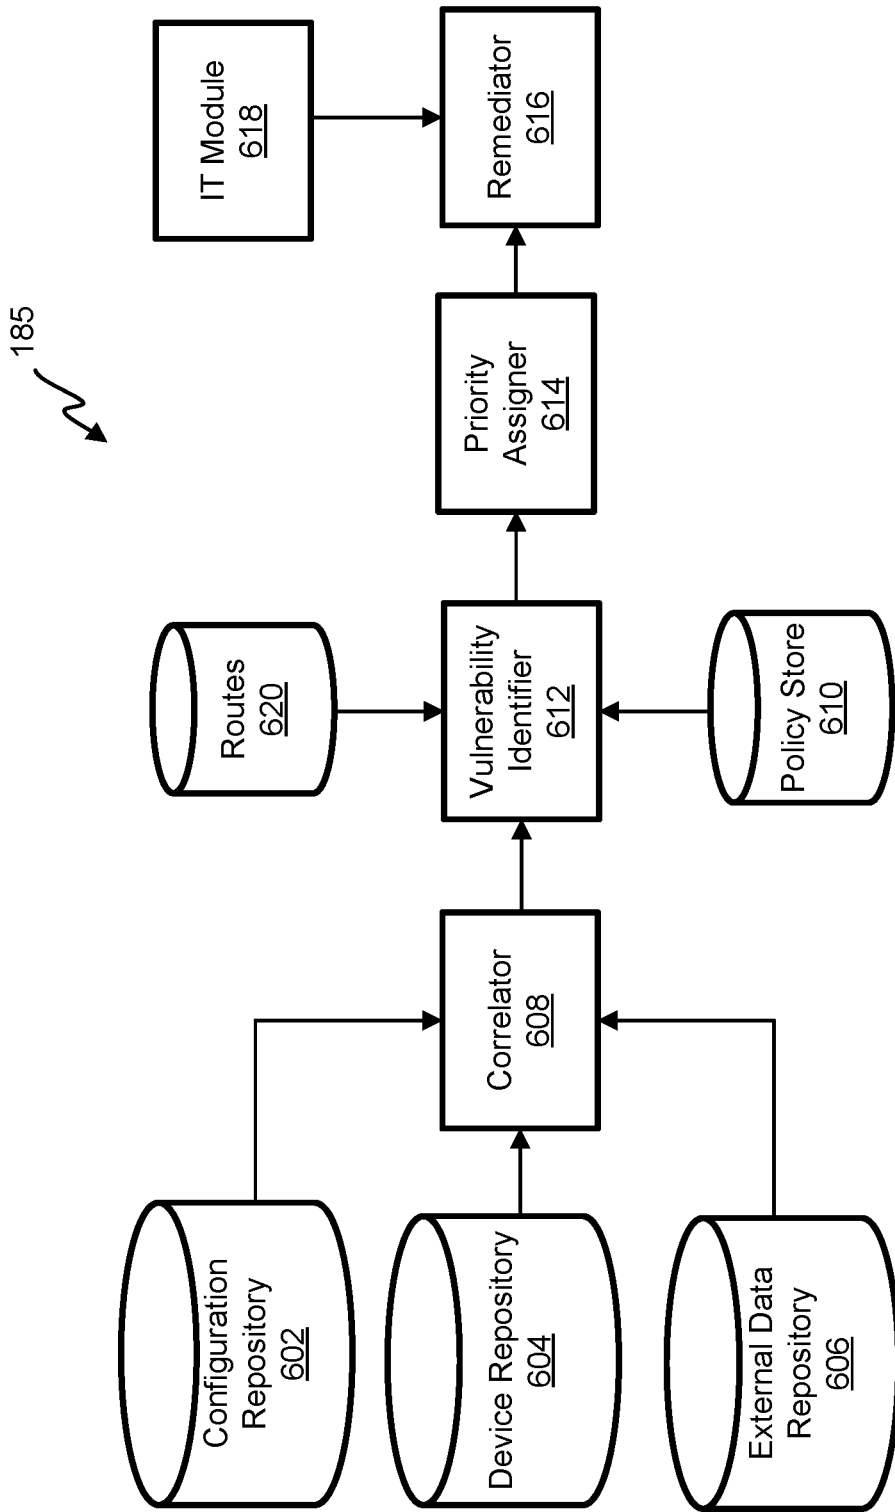 185
IT Module
618
Remediator
616
Priority
Assigner
614
Routes
620
Vulnerability
Identifier
612
Policy Store
610
Correlator
608
Configuration
Repository
602
Device Repository
604
External Data
Repository
606